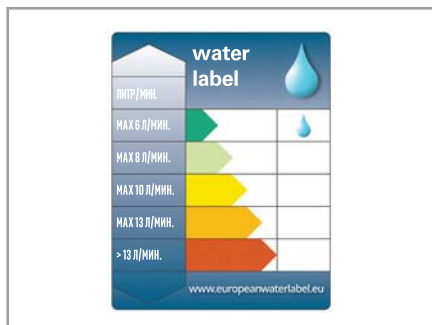 water
label
ЛИТР/МИН.
MAX 6 Л/МИН.
MAX 8 Л/МИН.
MAX 10 Л/МИН.
MAX 13 Л/МИН.
> 13 Л/МИН.
www.europeanwaterlabel.eu